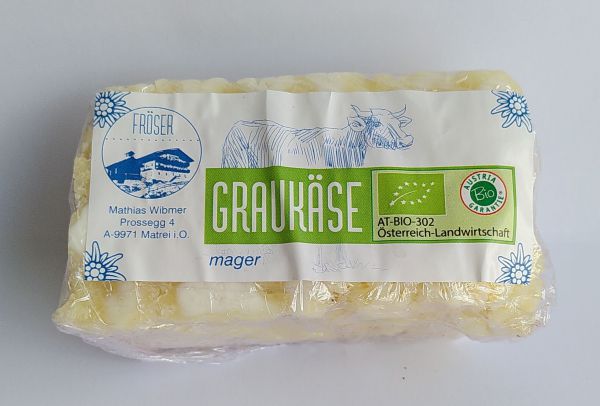 FRÖSER
Mathias Wibmer
Prossegg 4
A-9971 Matrei i.O.
GRAUKÄSE
mager
AT-BIO-302
Österreich-Landwirtschaft
AUSTRIA
Bio
GARANTIE